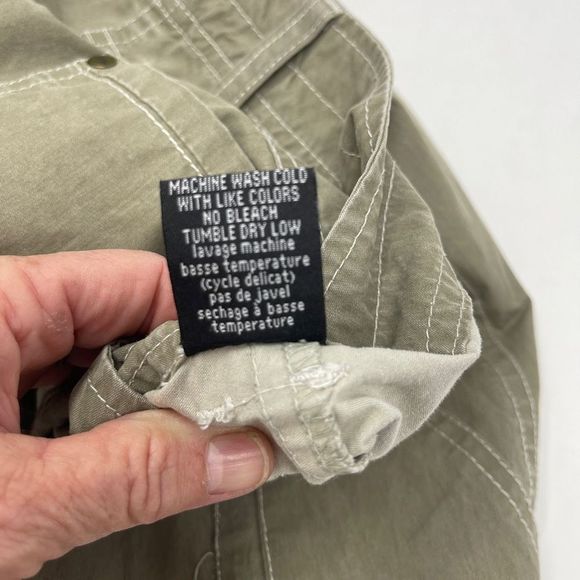 MACHINE WASH COLD
WITH LIKE COLORS
NO BLEACH
TUMBLE DRY LOW
lavage machine
basse temperature
(cycle delicat)
pas de javel
sechage à basse
temperature